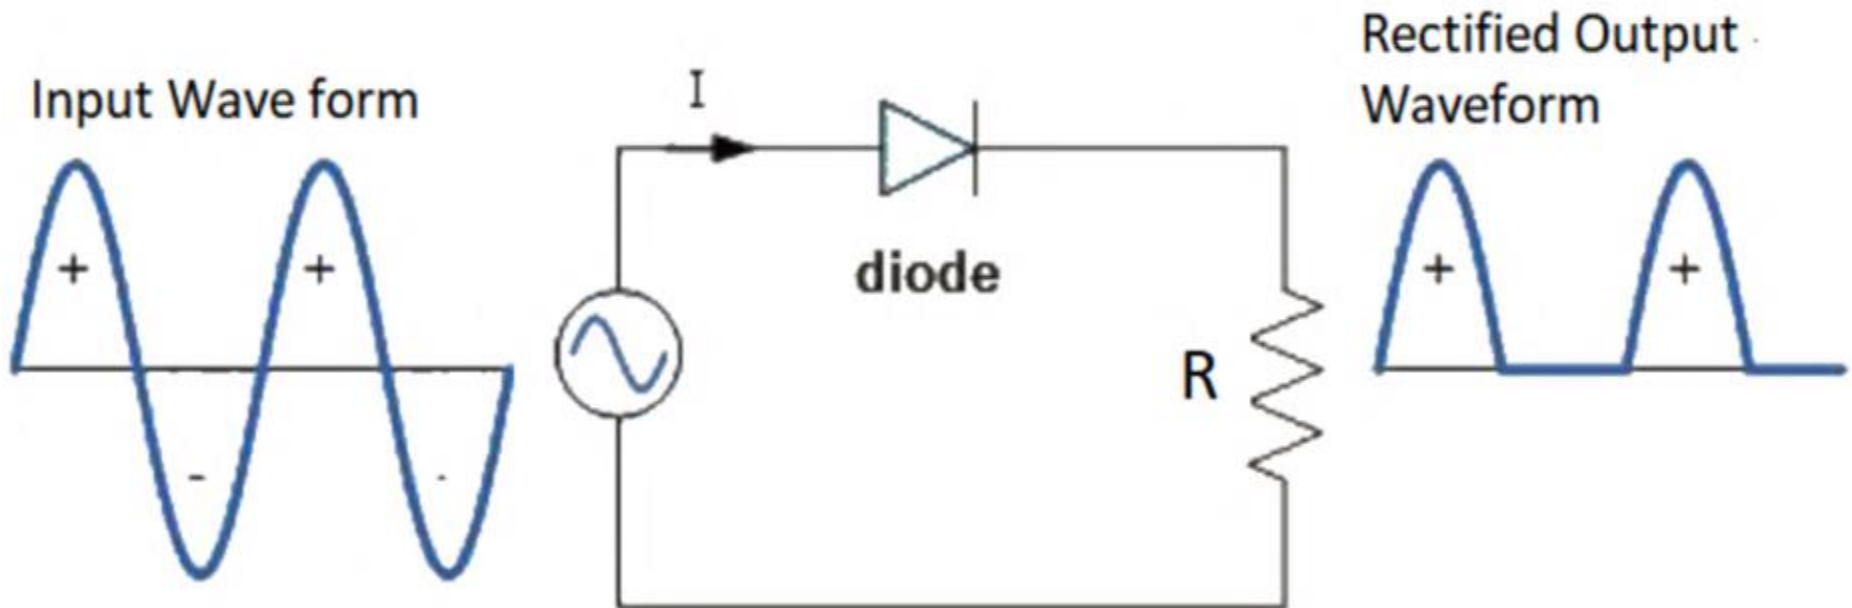 Input Wave form
+
+
-
-
I
diode
R
Rectified Output
Waveform
+
+